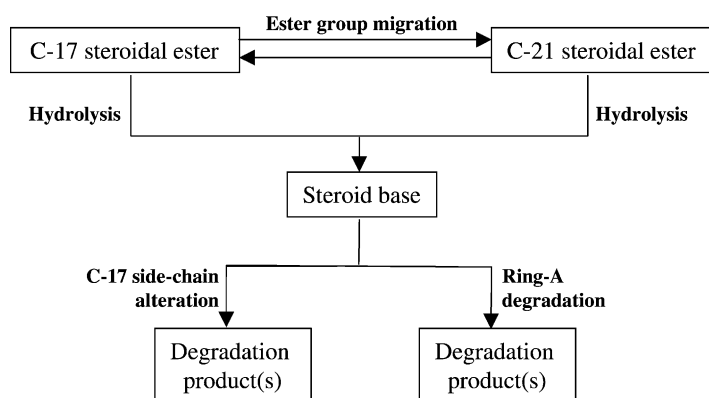 Ester group migration
C-17 steroidal ester
C-21 steroidal ester
Hydrolysis
Hydrolysis
Steroid base
C-17 side-chain
alteration
Ring-A
degradation
Degradation
product(s)
Degradation
product(s)